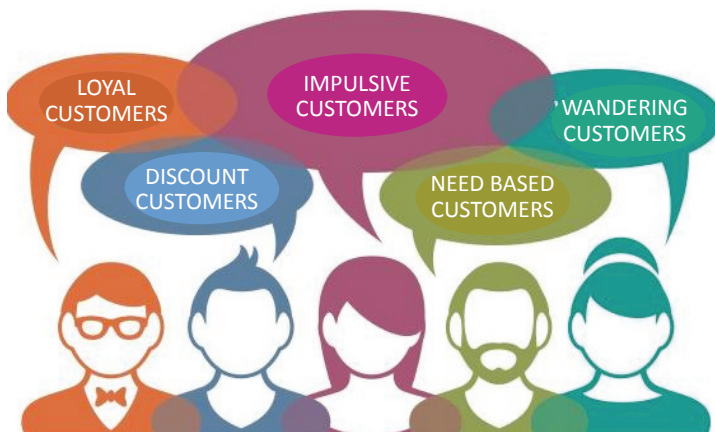 LOYAL
CUSTOMERS
IMPULSIVE
CUSTOMERS
WANDERING
CUSTOMERS
DISCOUNT
CUSTOMERS
NEED BASED
CUSTOMERS